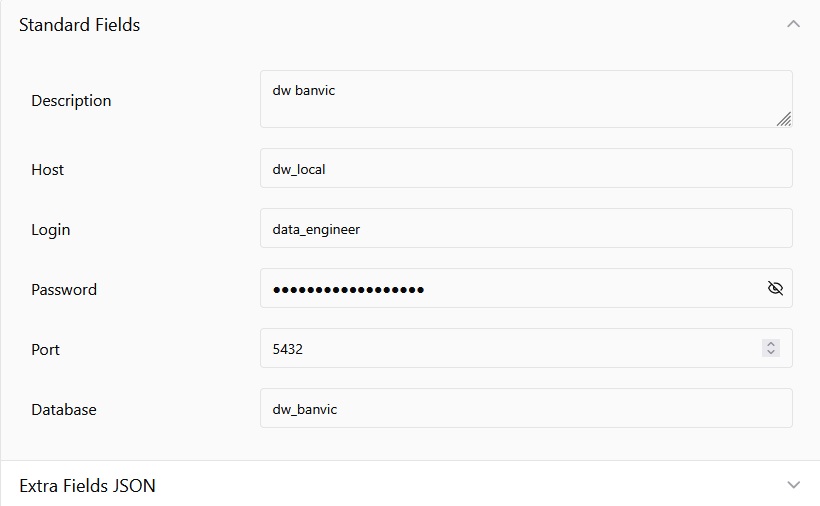 Standard Fields
Description
dw banvic
Host
dw_local
Login
data_engineer
Password
••••••••••••••••••
Port
5432
Database
dw_banvic
Extra Fields JSON